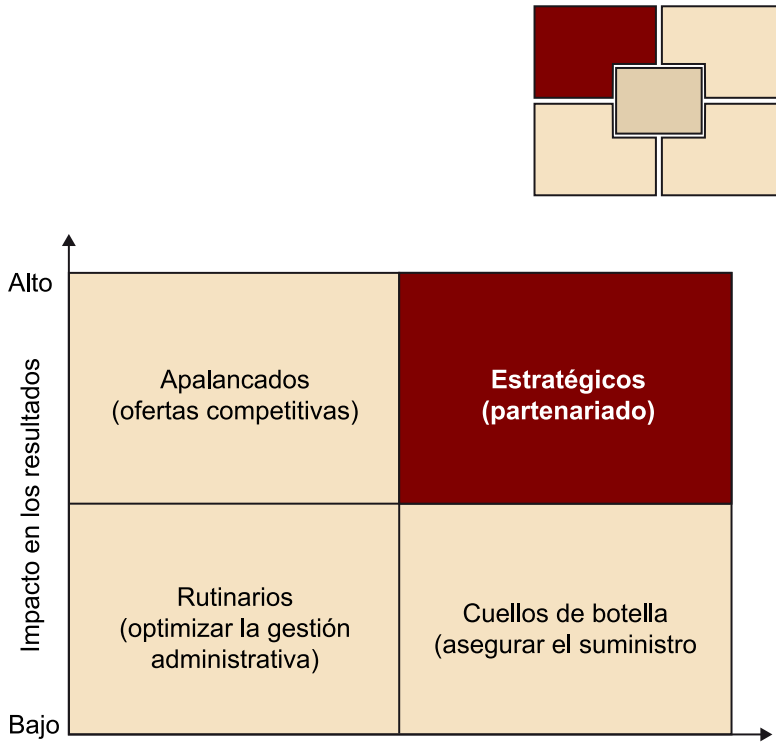 Alto
Impacto en los resultados
Bajo
Apalancados
(ofertas competitivas)
Estratégicos
(partenariado)
Rutinarios
(optimizar la gestión
administrativa)
Cuellos de botella
(asegurar el suministro